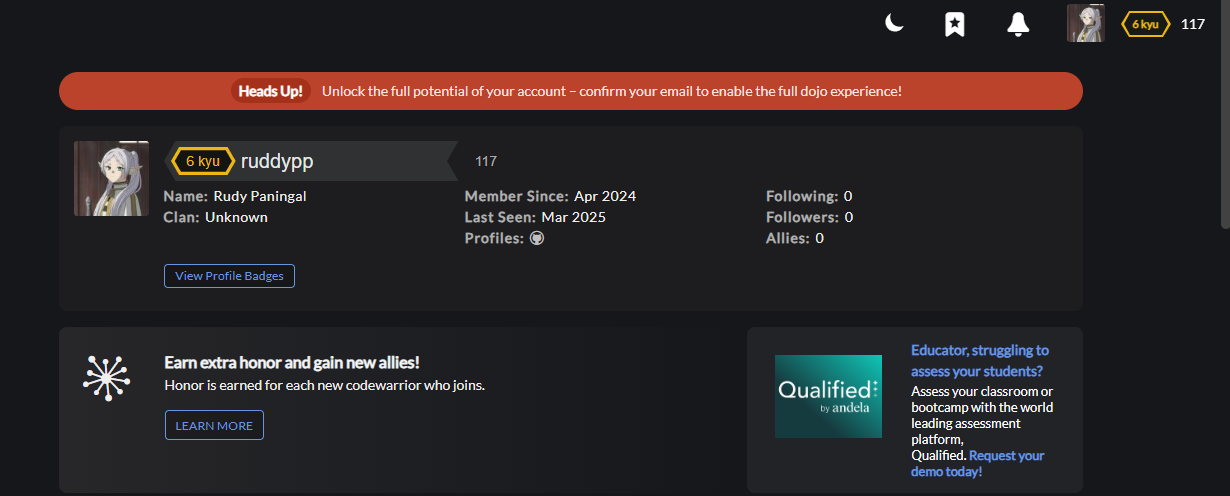 6 kyu 117
Heads Up! Unlock the full potential of your account – confirm your email to enable the full dojo experience!
6 kyu ruddypp 117
Name: Rudy Paningal
Clan: Unknown
Member Since: Apr 2024
Last Seen: Mar 2025
Profiles:
Following: 0
Followers: 0
Allies: 0
View Profile Badges
Earn extra honor and gain new allies!
Honor is earned for each new codewarrior who joins.
LEARN MORE
Qualified
by andela
Educator, struggling to
assess your students?
Assess your classroom or
bootcamp with the world
leading assessment
platform,
Qualified. Request your
demo today!